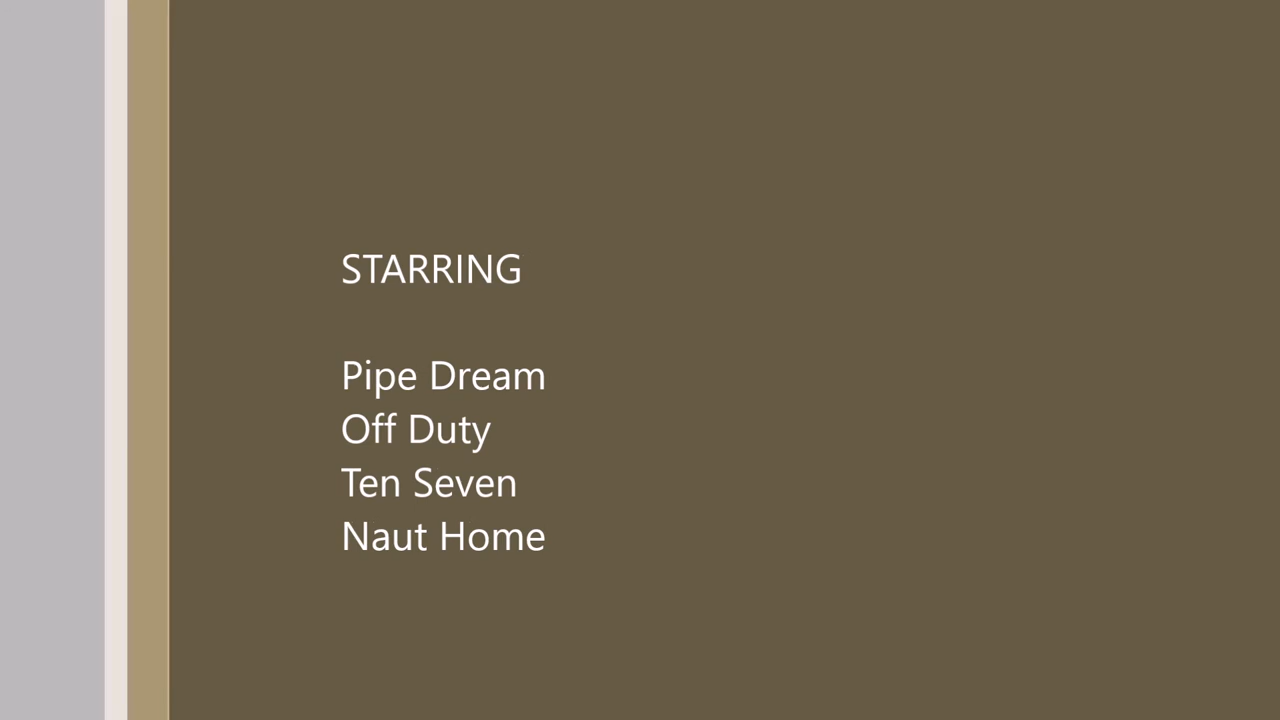 STARRING
Pipe Dream
Off Duty
Ten Seven
Naut Home